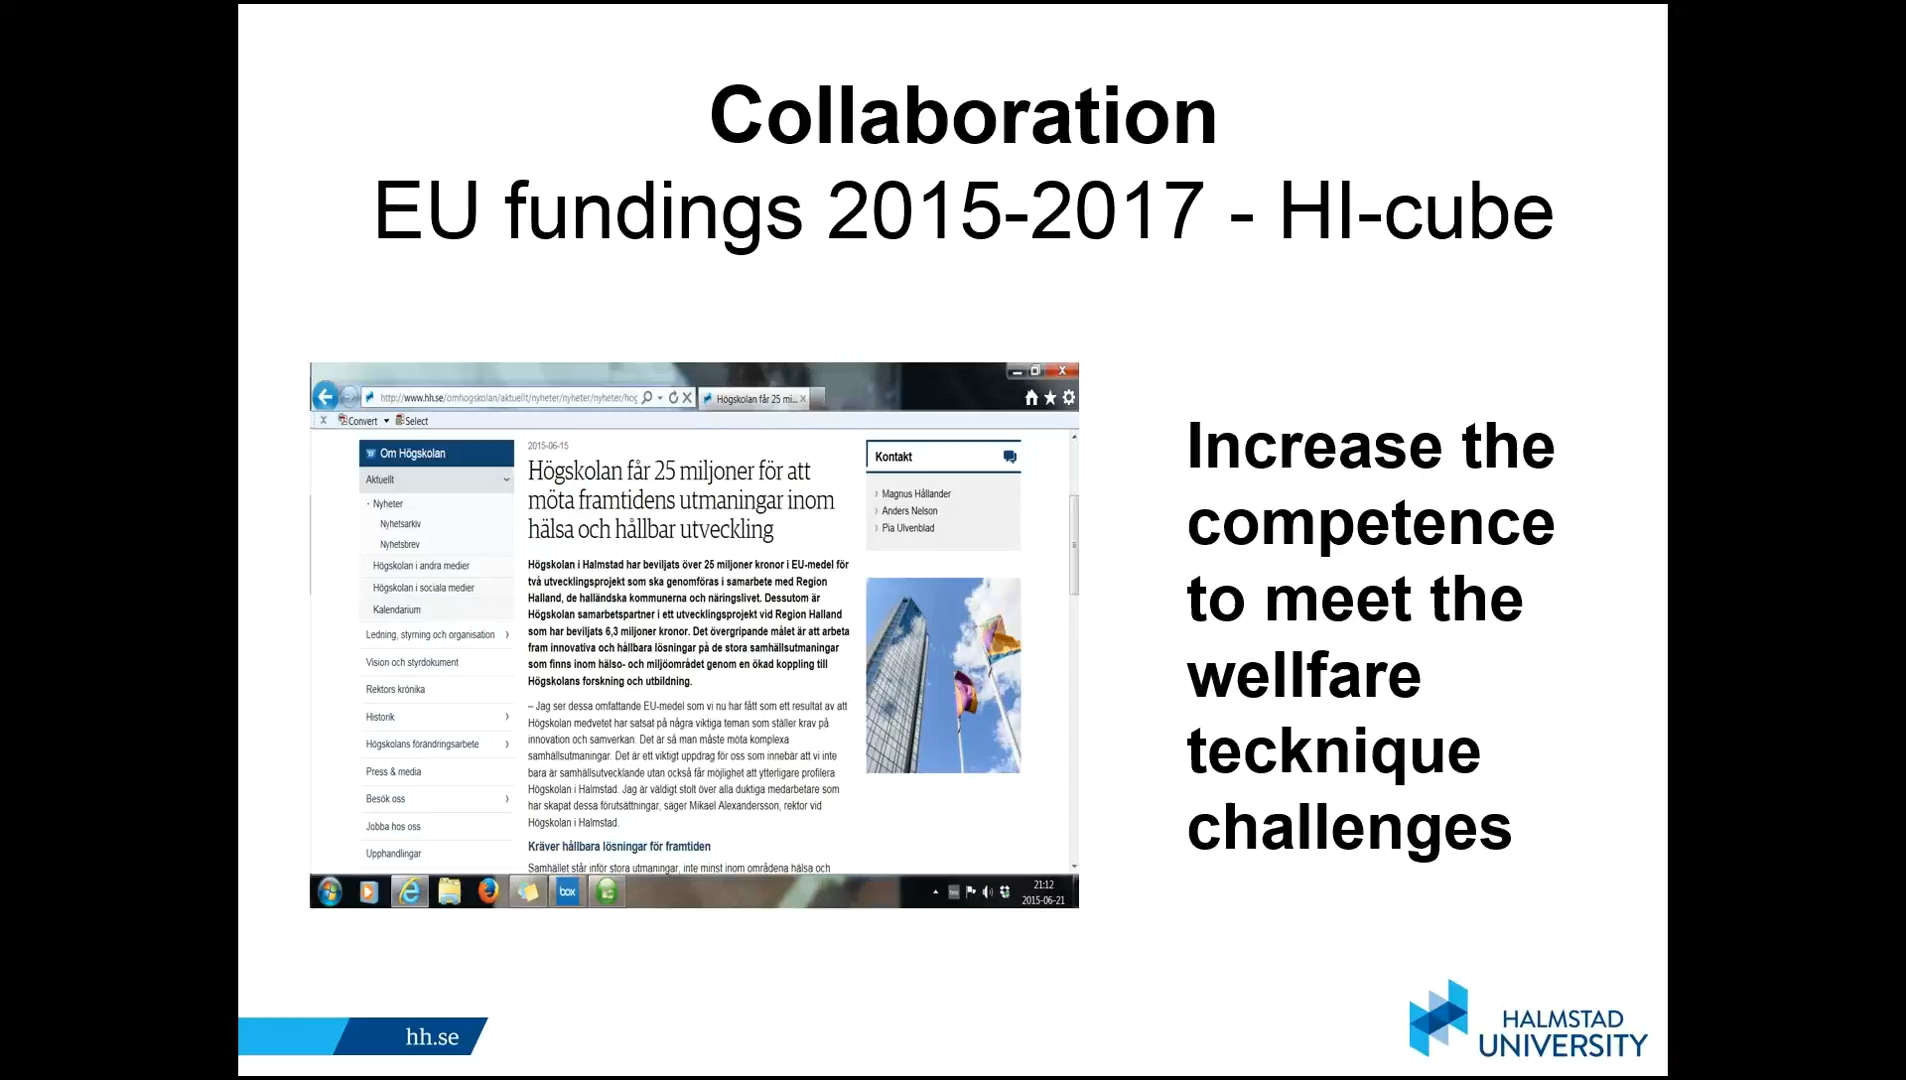 Collaboration
EU fundings 2015-2017 - HI-cube
http://www.hh.se/omhogskolan/aktuellt/nyheter/nyheter/nyheter/hog
Högskolan får 25 mi...
x Convert Select
Om Högskolan
Aktuellt
Nyheter
Nyhetsarkiv
Nyhetsbrev
Högskolan i andra medier
Högskolan i sociala medier
Kalendarium
Ledning, styrning och organisation
Vision och styrdokument
Rektors krönika
Historik
Högskolans förändringsarbete
Press & media
Besök oss
Jobba hos oss
Upphandlingar
2015-06-15
Högskolan får 25 miljoner för att
möta framtidens utmaningar inom
hälsa och hållbar utveckling
Högskolan i Halmstad har beviljats över 25 miljoner kronor i EU-medel för
två utvecklingsprojekt som ska genomföras i samarbete med Region
Halland, de halländska kommunerna och näringslivet. Dessutom är
Högskolan samarbetspartner i ett utvecklingsprojekt vid Region Halland
som har beviljats 6,3 miljoner kronor. Det övergripande målet är att arbeta
fram innovativa och hållbara lösningar på de stora samhällsutmaningar
som finns inom hälso- och miljöområdet genom en ökad koppling till
Högskolans forskning och utbildning.
– Jag ser dessa omfattande EU-medel som vi nu har fått som ett resultat av att
Högskolan medvetet har satsat på några viktiga teman som ställer krav på
innovation och samverkan. Det är så man måste möta komplexa
samhällsutmaningar. Det är ett viktigt uppdrag för oss som innebär att vi inte
bara är samhällsutvecklande utan också får möjlighet att ytterligare profilera
Högskolan i Halmstad. Jag är väldigt stolt över alla duktiga medarbetare som
har skapat dessa förutsättningar, säger Mikael Alexandersson, rektor vid
Högskolan i Halmstad.
Kräver hållbara lösningar för framtiden
Samhället står inför stora utmaningar, inte minst inom områdena hälsa och
Kontakt
Magnus Hållander
Anders Nelson
Pia Ulvenblad
box
21:12
2015-06-21
Increase the
competence
to meet the
wellfare
tecknique
challenges
hh.se
HALMSTAD
UNIVERSITY